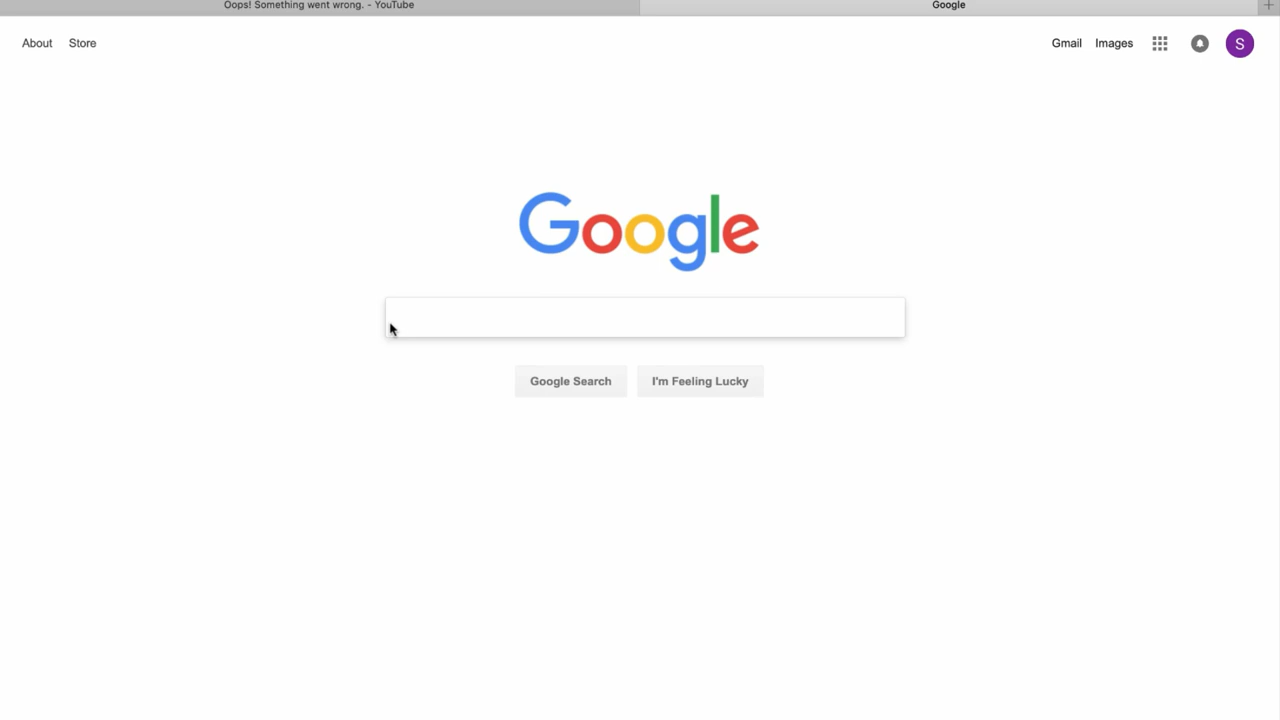 Oops! Something went wrong. - YouTube
Google
About
Store
Gmail
Images
S
Google
Google Search
I'm Feeling Lucky